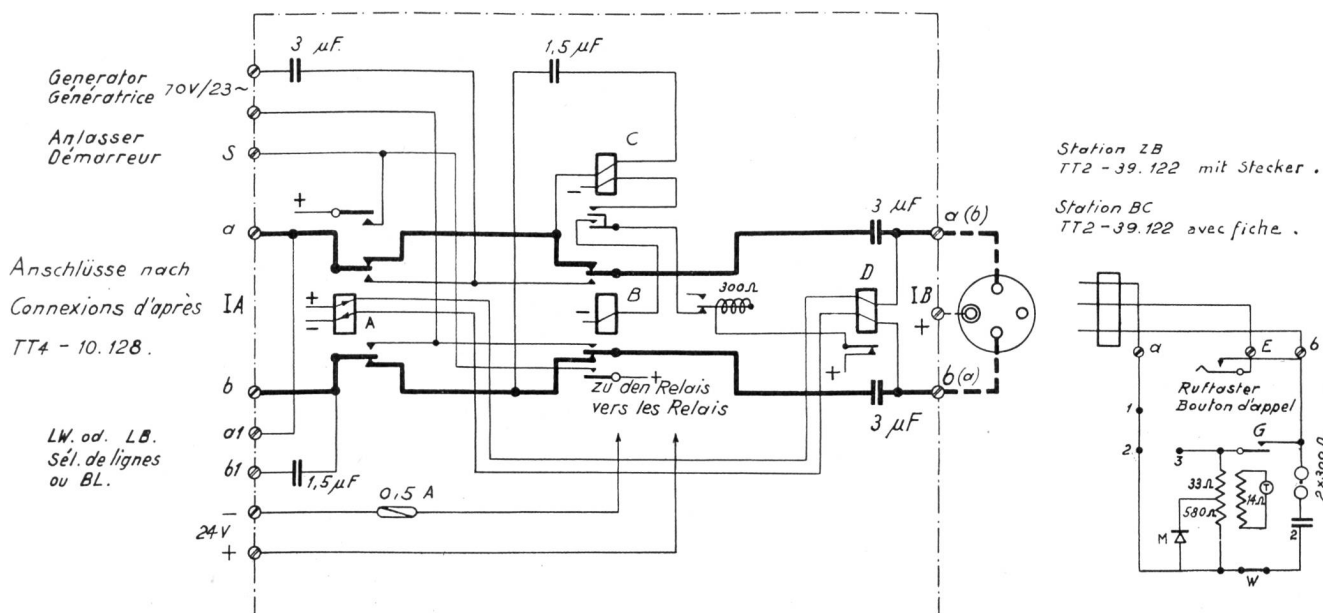 3 µF.
1,5 µF
Generator
Génératrice 70V/23~
Anlasser
Démarreur S
C
-
+
a
3 µF
a (b)
Station ZB
TT2 - 39.122 mit Stecker .
Station BC
TT2 - 39.122 avec fiche .
Anschlüsse nach
Connexions d'après
TT4 - 10.128.
IA
+
-
A
-
B
300Ω
D
IB
+
+
b
zu den Relais
vers les Relais
+
3 µF
b (a)
a E b
Ruftaster
Bouton d'appel
1
2
3
G
33Ω
580Ω
14Ω
T
2x300Ω
M
2
W
LW. od. LB.
Sél. de lignes
ou BL.
a1
b1
1,5 µF
-
0,5 A
24V
+